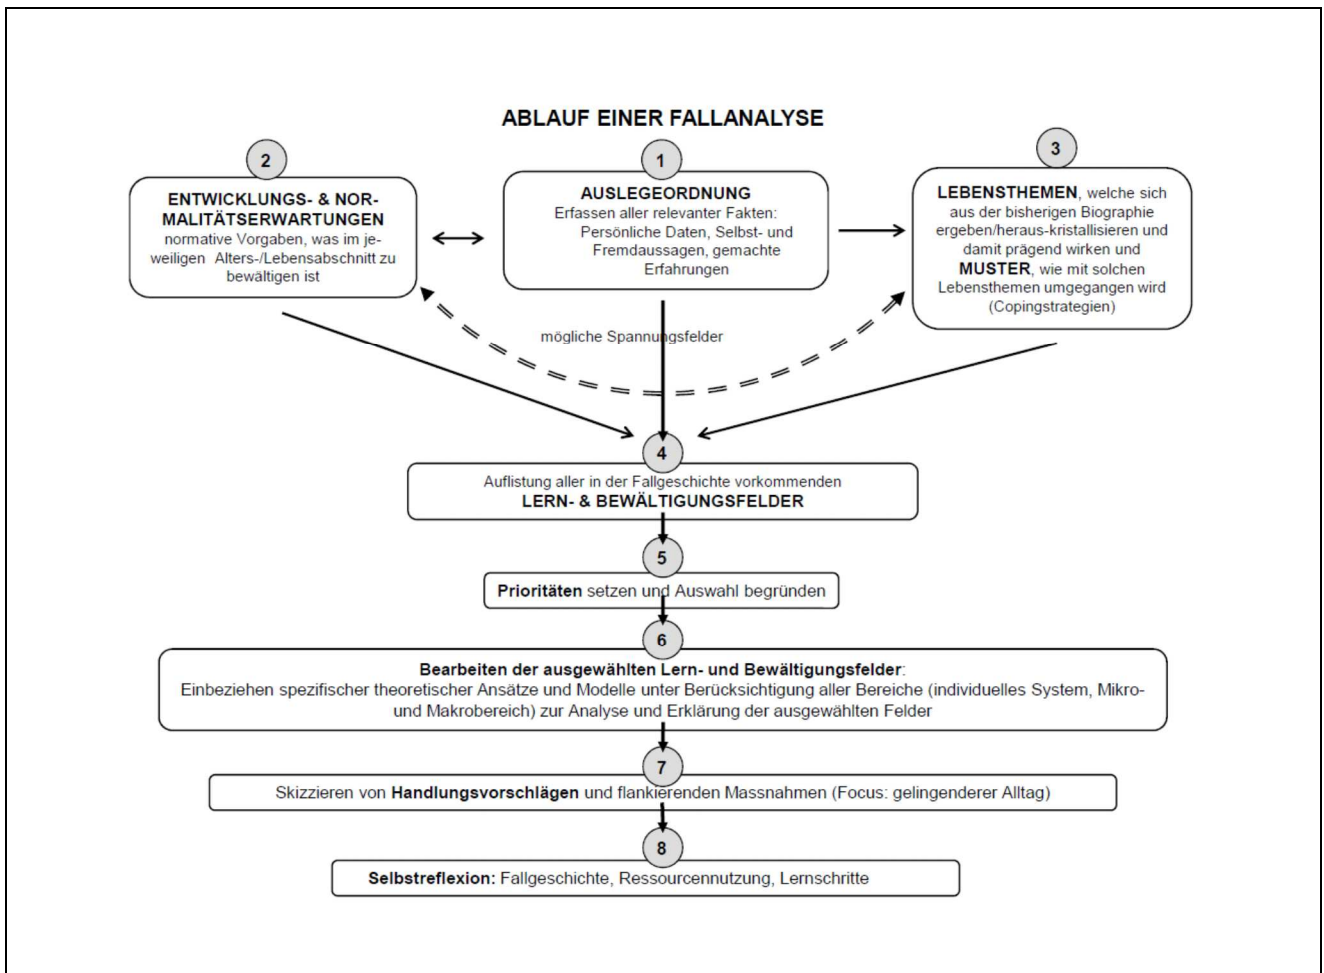 ABLAUF EINER FALLANALYSE
2
ENTWICKLUNGS- & NOR-
MALITÄTSERWARTUNGEN
normative Vorgaben, was im je-
weiligen Alters-/Lebensabschnitt zu
bewältigen ist
1
AUSLEGEORDNUNG
Erfassen aller relevanter Fakten:
Persönliche Daten, Selbst- und
Fremdaussagen, gemachte
Erfahrungen
3
LEBENSTHEMEN, welche sich
aus der bisherigen Biographie
ergeben/heraus-kristallisieren und
damit prägend wirken und
MUSTER, wie mit solchen
Lebensthemen umgegangen wird
(Copingstrategien)
mögliche Spannungsfelder
4
Auflistung aller in der Fallgeschichte vorkommenden
LERN- & BEWÄLTIGUNGSFELDER
5
Prioritäten setzen und Auswahl begründen
6
Bearbeiten der ausgewählten Lern- und Bewältigungsfelder:
Einbeziehen spezifischer theoretischer Ansätze und Modelle unter Berücksichtigung aller Bereiche (individuelles System, Mikro-
und Makrobereich) zur Analyse und Erklärung der ausgewählten Felder
7
Skizzieren von Handlungsvorschlägen und flankierenden Massnahmen (Focus: gelingenderer Alltag)
8
Selbstreflexion: Fallgeschichte, Ressourcennutzung, Lernschritte